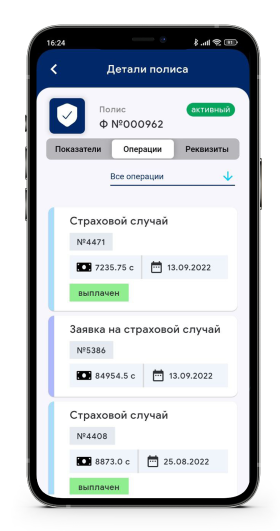 16:24
Детали полиса
Полис
активный
Ф №000962
Показатели Операции Реквизиты
Все операции
Страховой случай
№4471
7235.75 с 13.09.2022
выплачен
Заявка на страховой случай
№5386
84954.5 с 13.09.2022
Страховой случай
№4408
8873.0 с 25.08.2022
выплачен